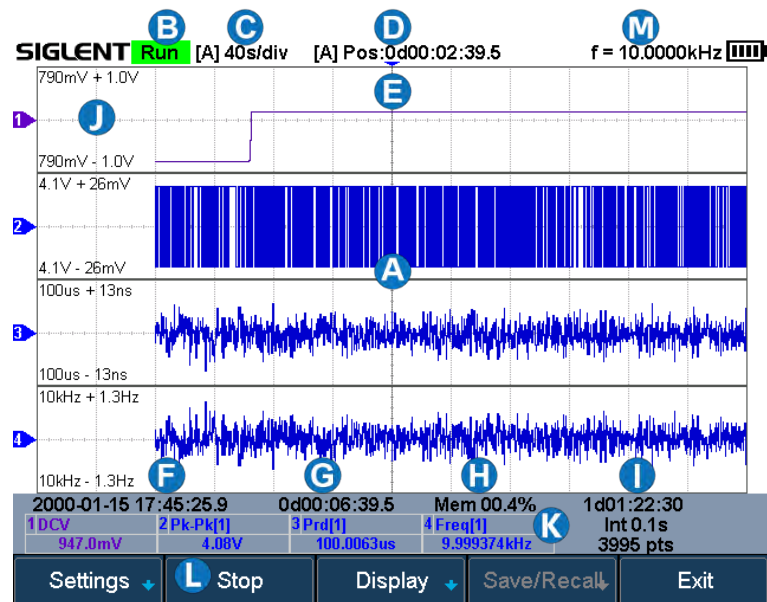 B C D M
SIGLENT Run [A] 40s/div [A] Pos:0d00:02:39.5 f = 10.0000kHz
790mV + 1.0V
E
J
1
790mV - 1.0V
4.1V + 26mV
2
4.1V - 26mV
A
100us + 13ns
3
100us - 13ns
10kHz + 1.3Hz
4
10kHz - 1.3Hz
F G H I
2000-01-15 17:45:25.9 0d00:06:39.5 Mem 00.4% 1d01:22:30
1 DCV 2 Pk-Pk[1] 3 Prd[1] 4 Freq[1] K Int 0.1s
947.0mV 4.08V 100.0063us 9.999374kHz 3995 pts
Settings L Stop Display Save/Recall Exit